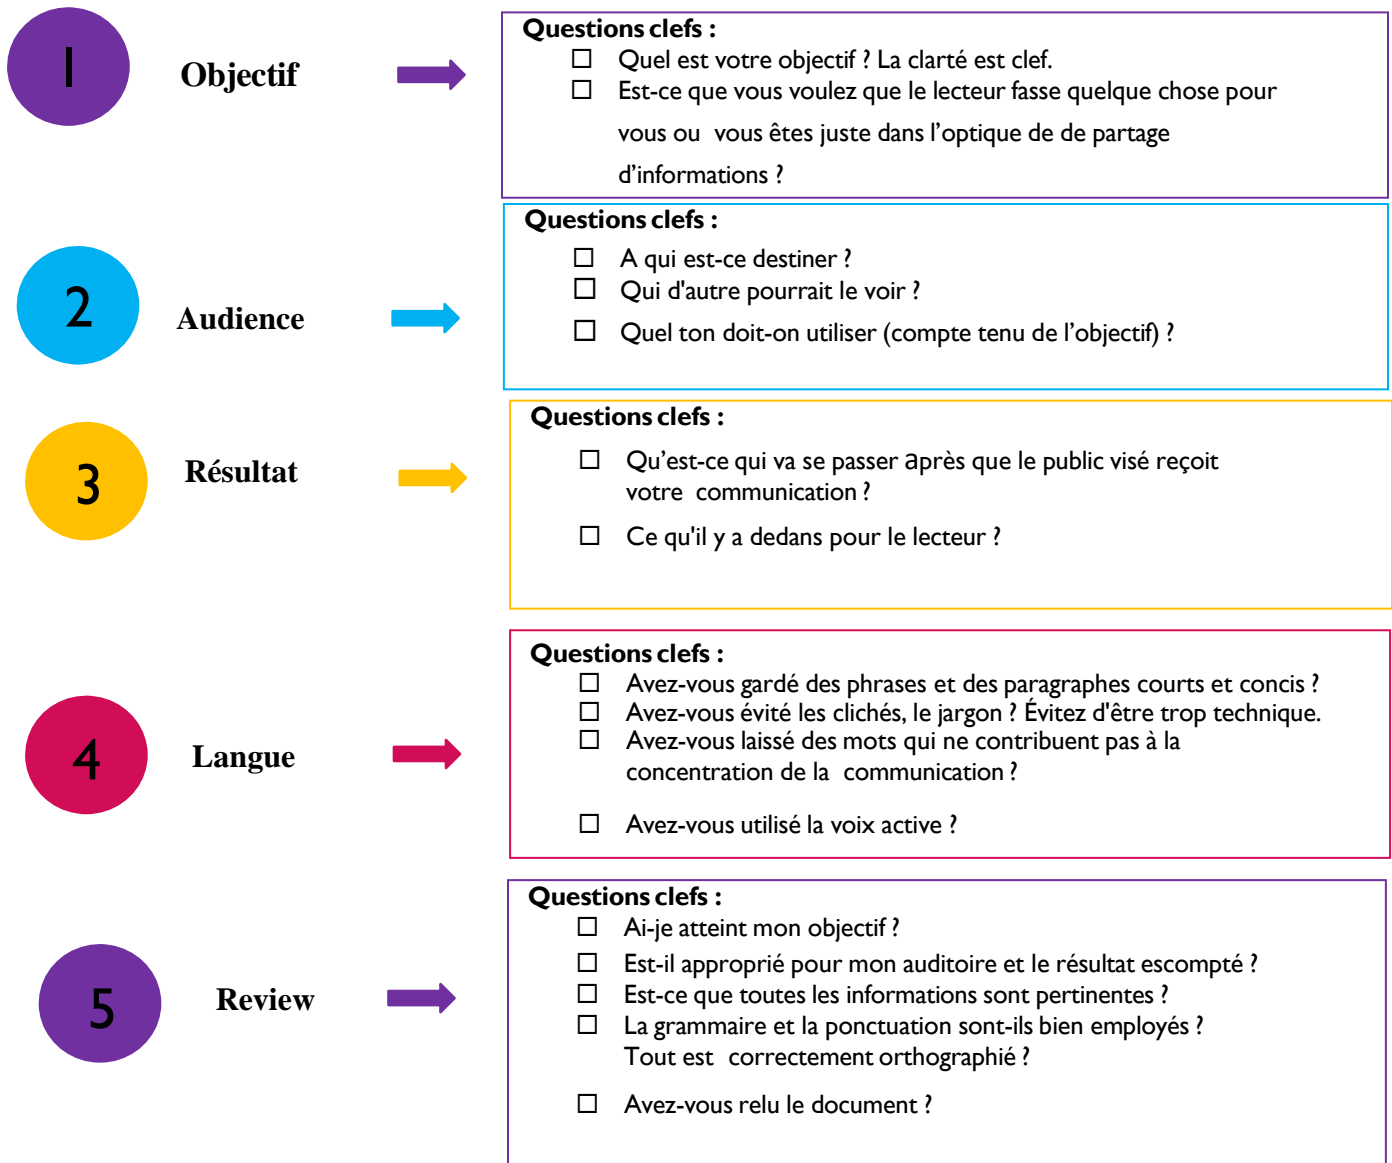 1
Objectif
Questions clefs :
☐ Quel est votre objectif ? La clarté est clef.
☐ Est-ce que vous voulez que le lecteur fasse quelque chose pour
vous ou vous êtes juste dans l’optique de de partage
d’informations ?
2
Audience
Questions clefs :
☐ A qui est-ce destiner ?
☐ Qui d'autre pourrait le voir ?
☐ Quel ton doit-on utiliser (compte tenu de l’objectif) ?
3
Résultat
Questions clefs :
☐ Qu’est-ce qui va se passer après que le public visé reçoit
votre communication ?
☐ Ce qu'il y a dedans pour le lecteur ?
4
Langue
Questions clefs :
☐ Avez-vous gardé des phrases et des paragraphes courts et concis ?
☐ Avez-vous évité les clichés, le jargon ? Évitez d'être trop technique.
☐ Avez-vous laissé des mots qui ne contribuent pas à la
concentration de la communication ?
☐ Avez-vous utilisé la voix active ?
5
Review
Questions clefs :
☐ Ai-je atteint mon objectif ?
☐ Est-il approprié pour mon auditoire et le résultat escompté ?
☐ Est-ce que toutes les informations sont pertinentes ?
☐ La grammaire et la ponctuation sont-ils bien employés ?
Tout est correctement orthographié ?
☐ Avez-vous relu le document ?